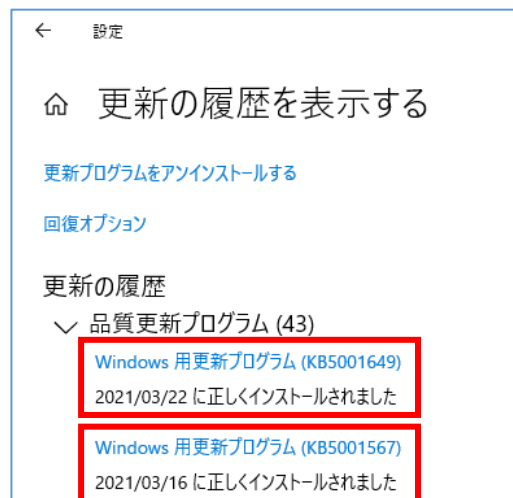 ← 設定
更新の履歴を表示する
更新プログラムをアンインストールする
回復オプション
更新の履歴
品質更新プログラム (43)
Windows 用更新プログラム (KB5001649)
2021/03/22 に正しくインストールされました
Windows 用更新プログラム (KB5001567)
2021/03/16 に正しくインストールされました